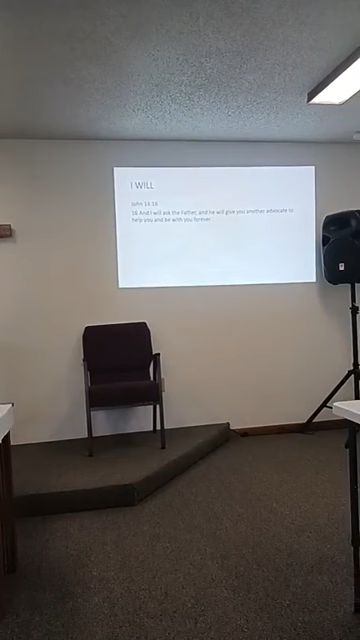 I WILL
John 14:16
16 And I will ask the Father, and he will give you another advocate to
help you and be with you forever